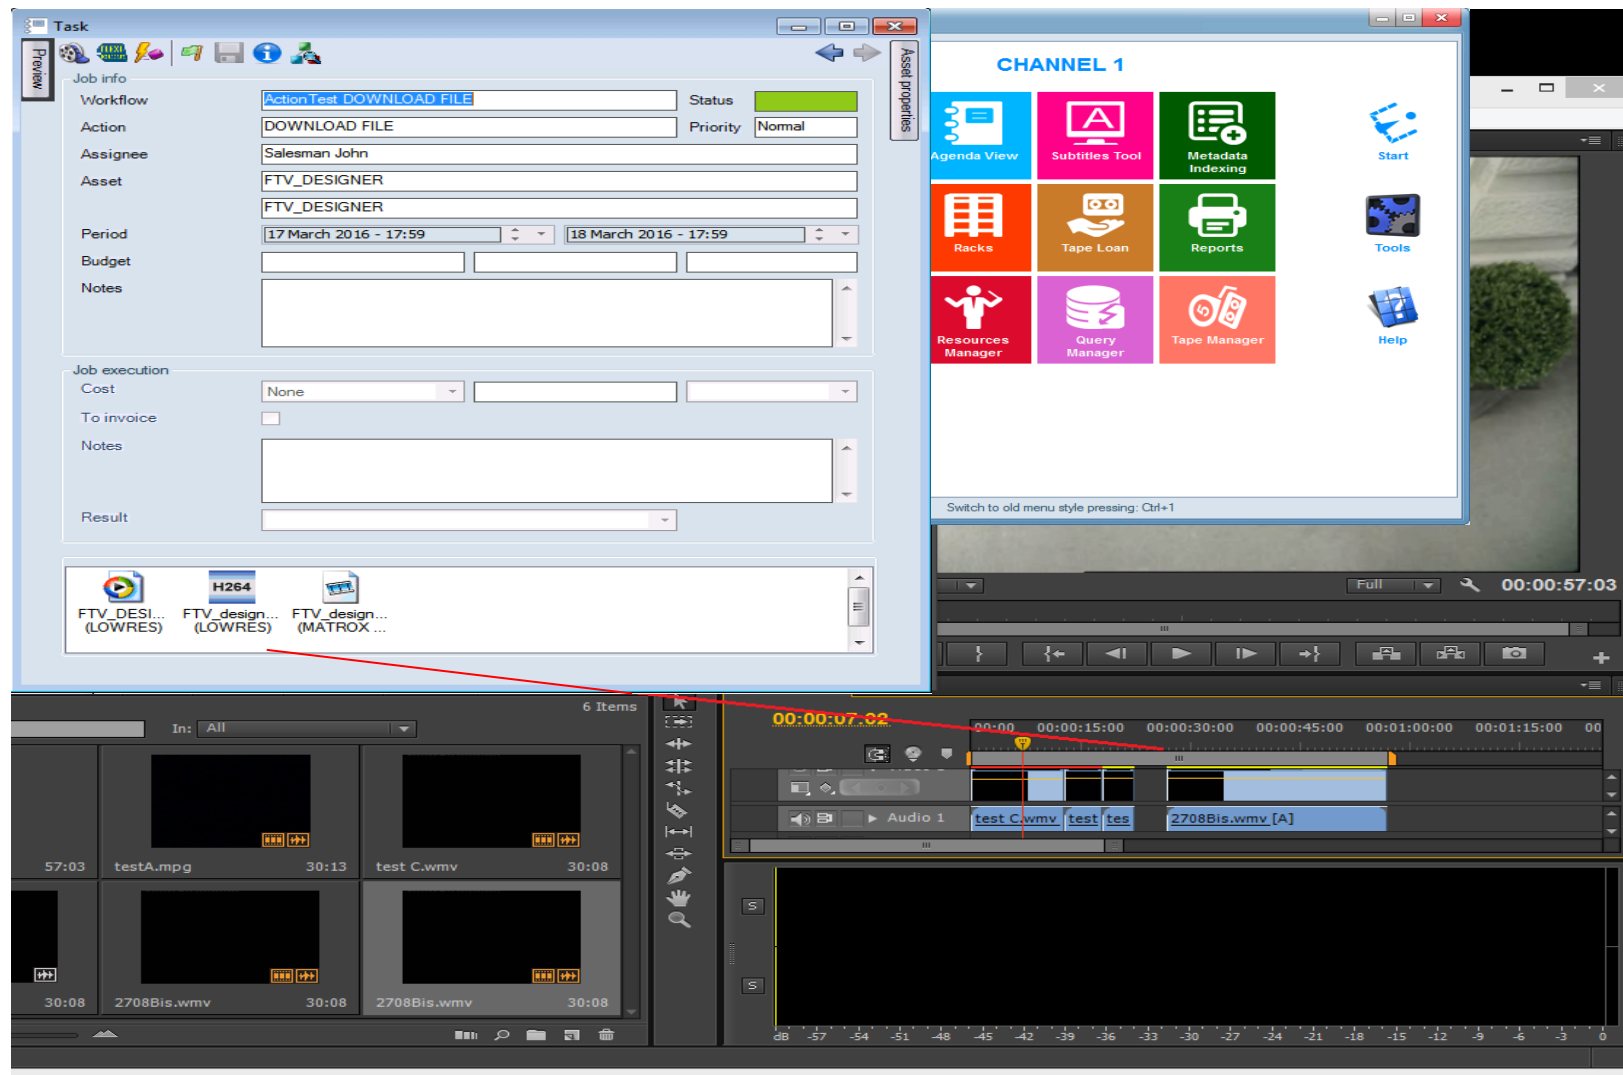 Task
Preview
Asset properties
Job info
Workflow
ActionTest DOWNLOAD FILE
Status
Action
DOWNLOAD FILE
Priority
Normal
Assignee
Salesman John
Asset
FTV_DESIGNER
FTV_DESIGNER
Period
17 March 2016 - 17:59
18 March 2016 - 17:59
Budget
Notes
Job execution
Cost
None
To invoice
Notes
Result
FTV_DESI...
(LOWRES)
H264
FTV_design...
(LOWRES)
FTV_design...
(MATROX ...
CHANNEL 1
Agenda View
Subtitles Tool
Metadata
Indexing
Start
Racks
Tape Loan
Reports
Tools
Resources
Manager
Query
Manager
Tape Manager
Help
Switch to old menu style pressing: Ctrl+1
Full
00:00:57:03
6 Items
In: All
57:03
testA.mpg 30:13
test C.wmv 30:08
30:08
2708Bis.wmv 30:08
2708Bis.wmv 30:08
00:00:07:02
00:00 00:00:15:00 00:00:30:00 00:00:45:00 00:01:00:00 00:01:15:00 00
Audio 1
test C.wmv test tes 2708Bis.wmv [A]
S
S
dB -57 -54 -51 -48 -45 -42 -39 -36 -33 -30 -27 -24 -21 -18 -15 -12 -9 -6 -3 0